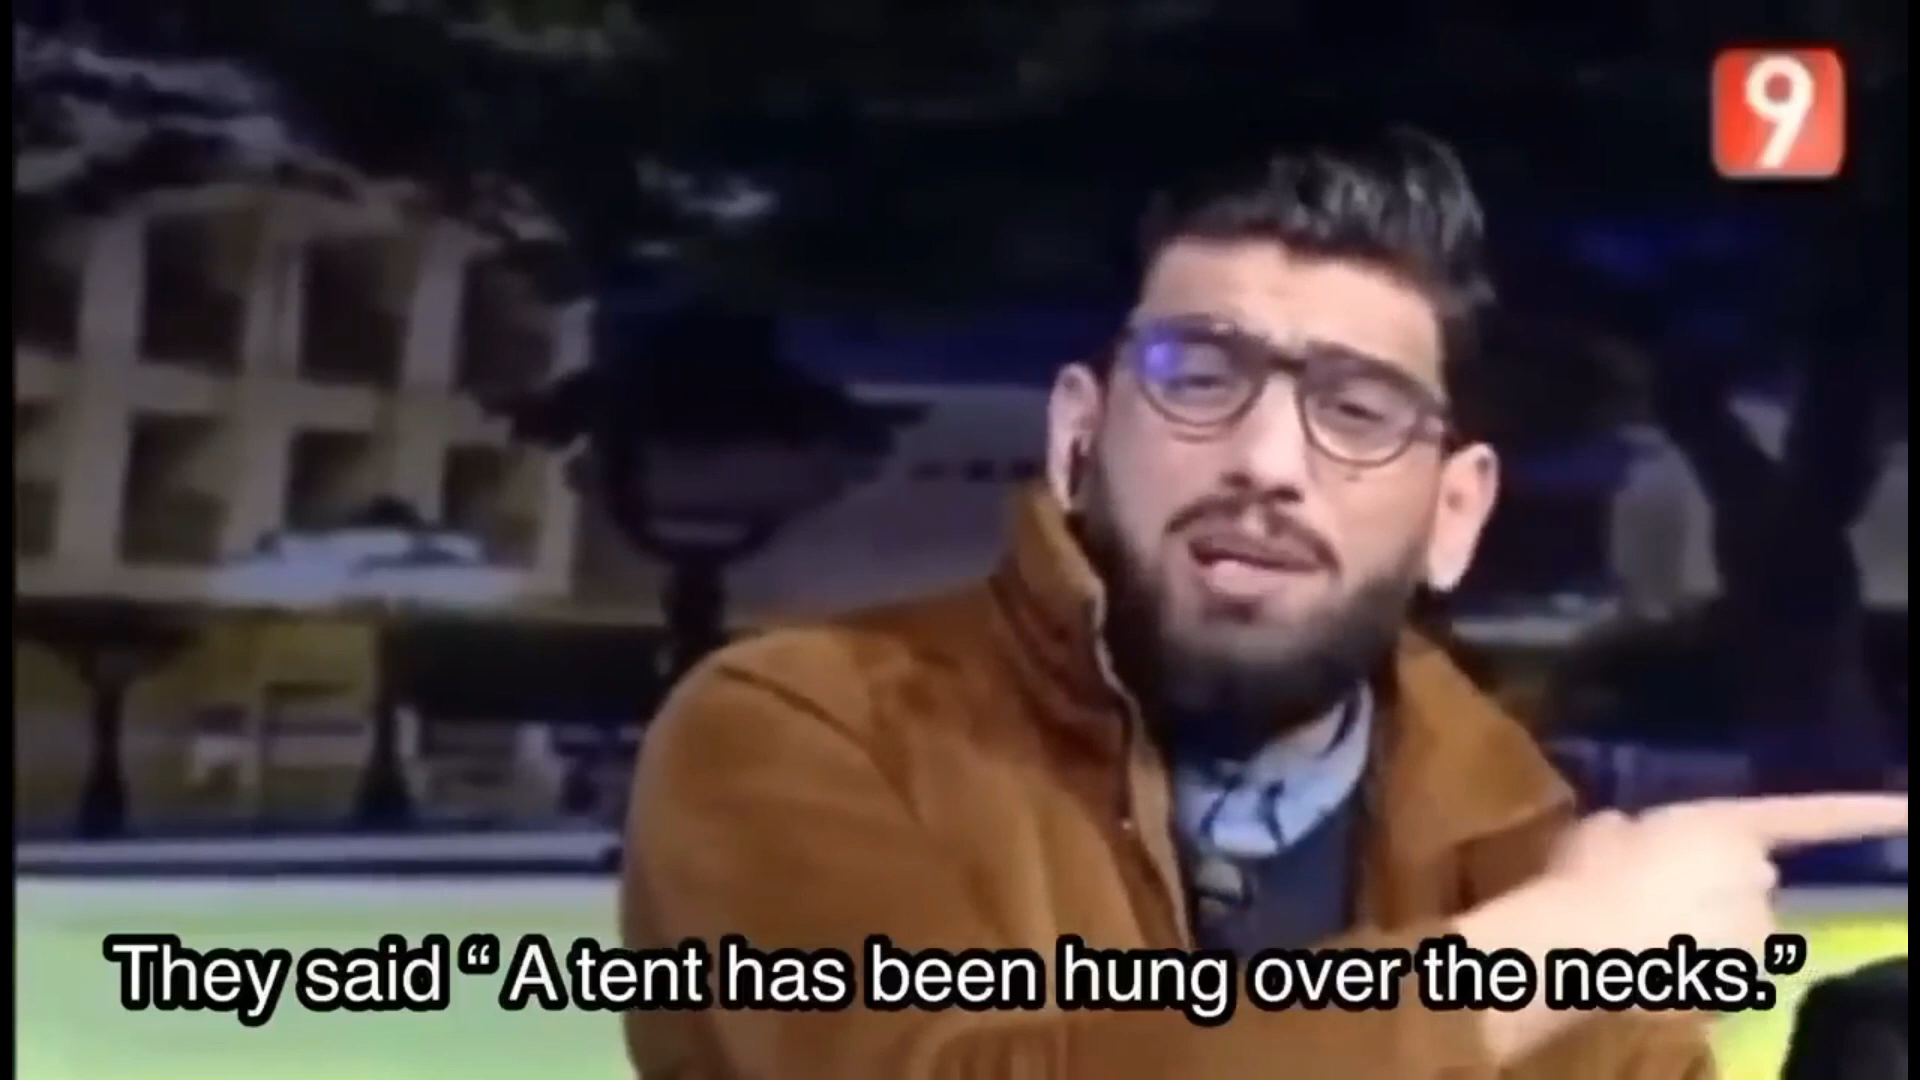 9
They said “A tent has been hung over the necks.”